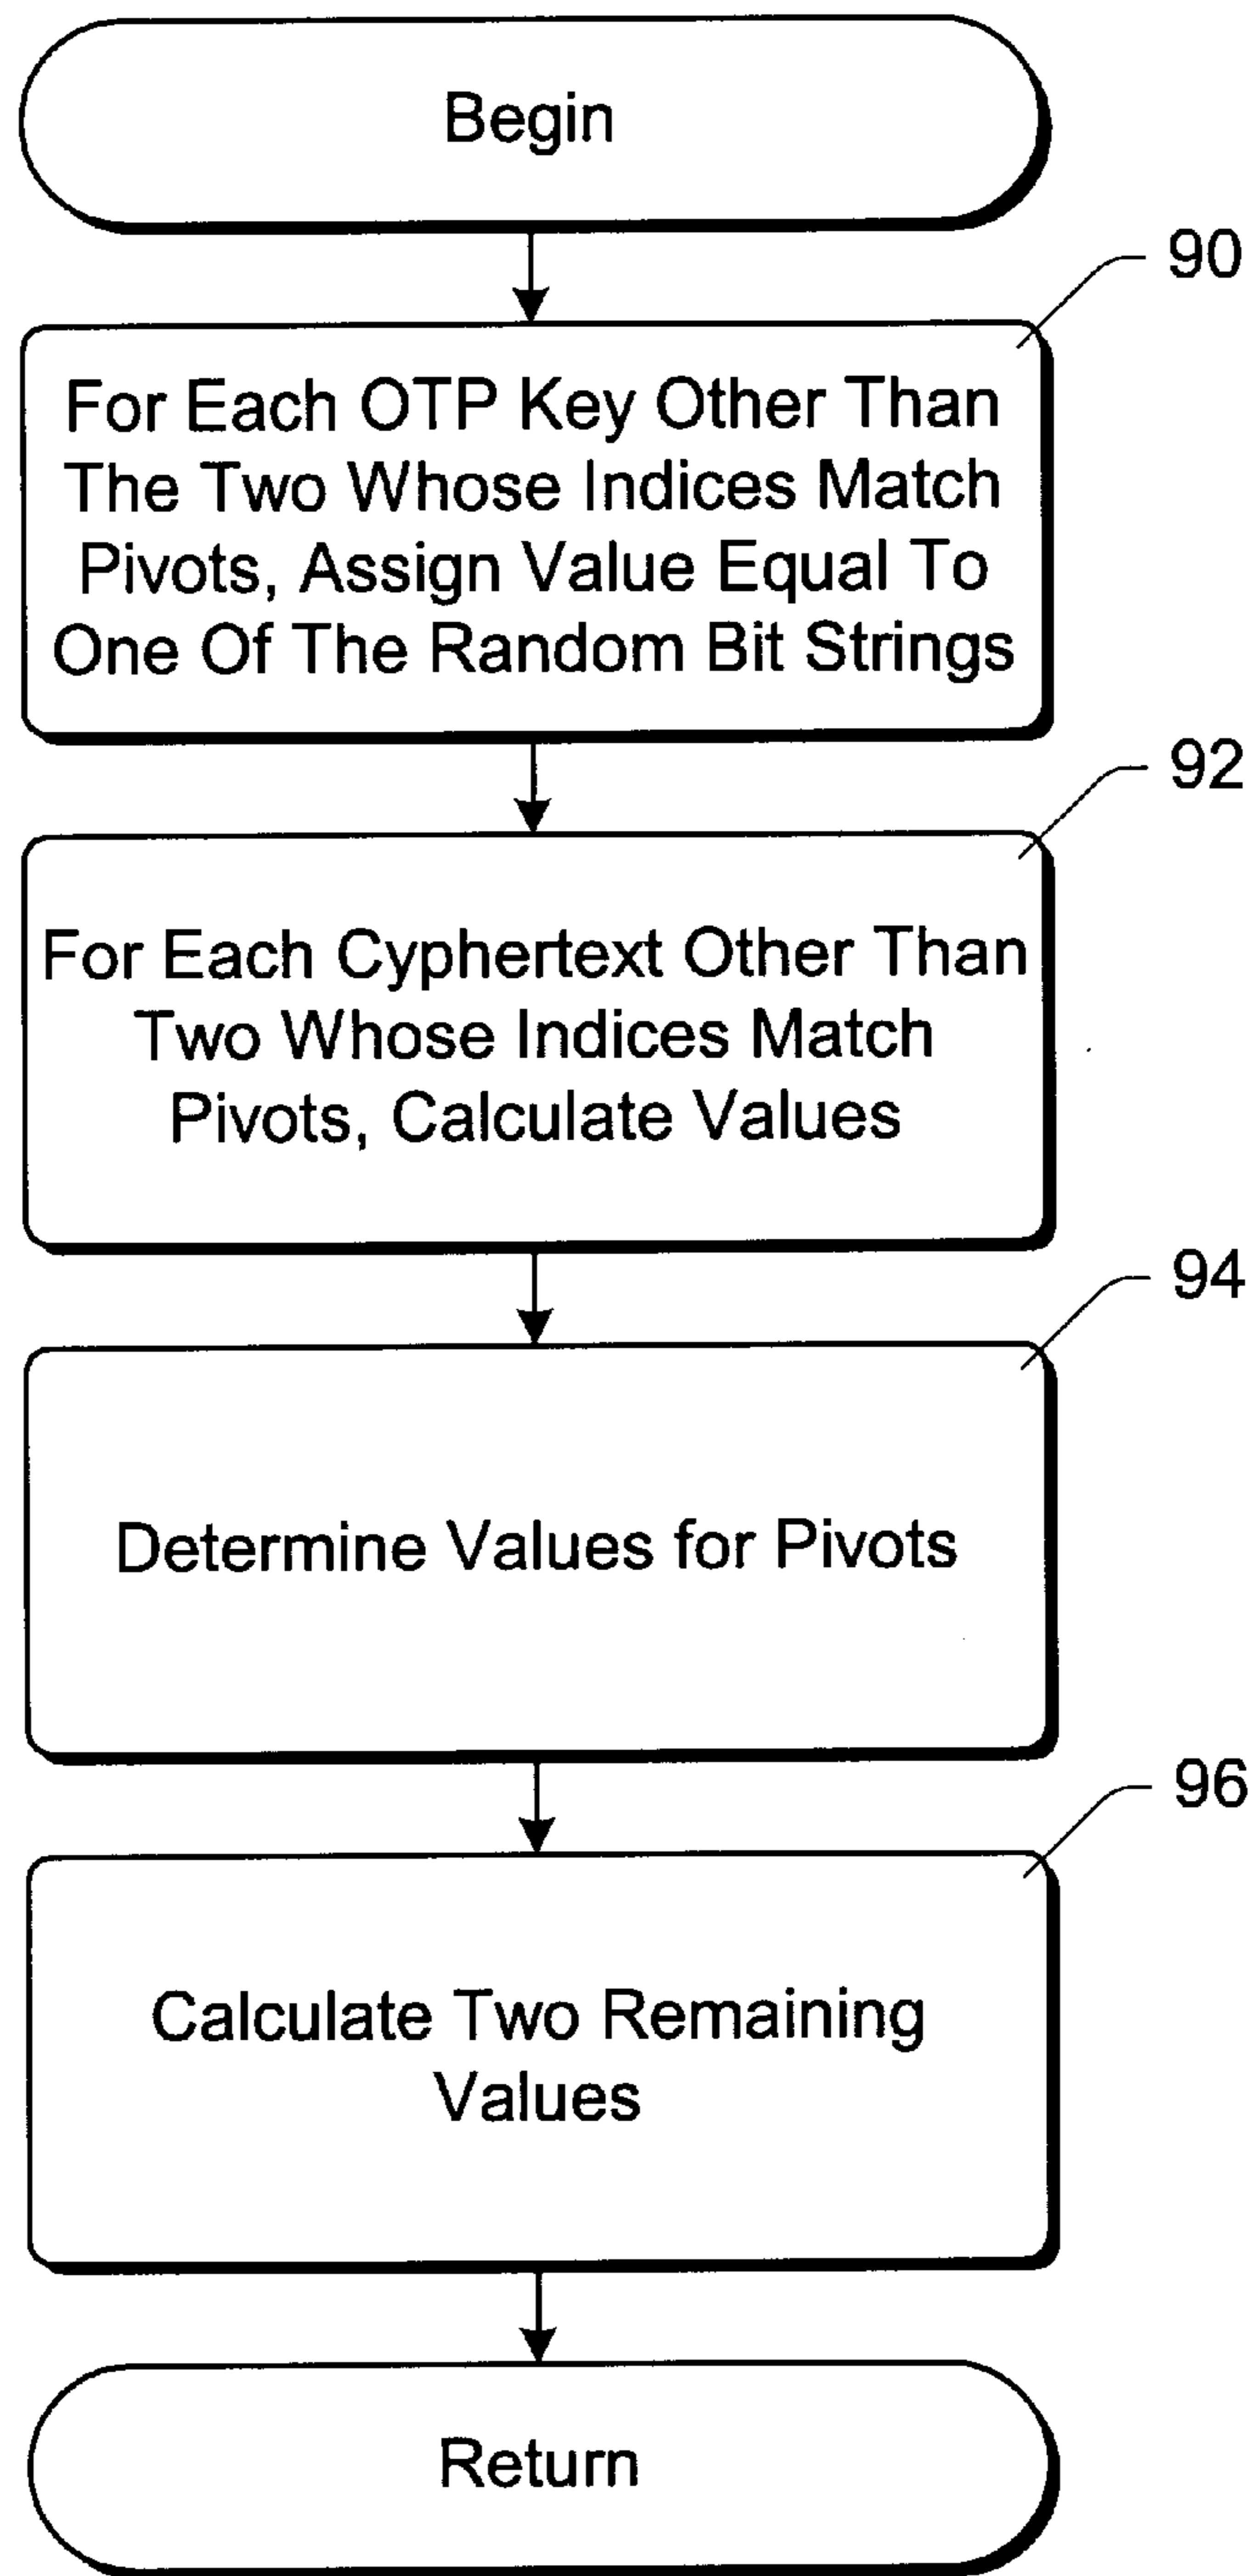 Begin
90
For Each OTP Key Other Than
The Two Whose Indices Match
Pivots, Assign Value Equal To
One Of The Random Bit Strings
92
For Each Cyphertext Other Than
Two Whose Indices Match
Pivots, Calculate Values
94
Determine Values for Pivots
96
Calculate Two Remaining
Values
Return